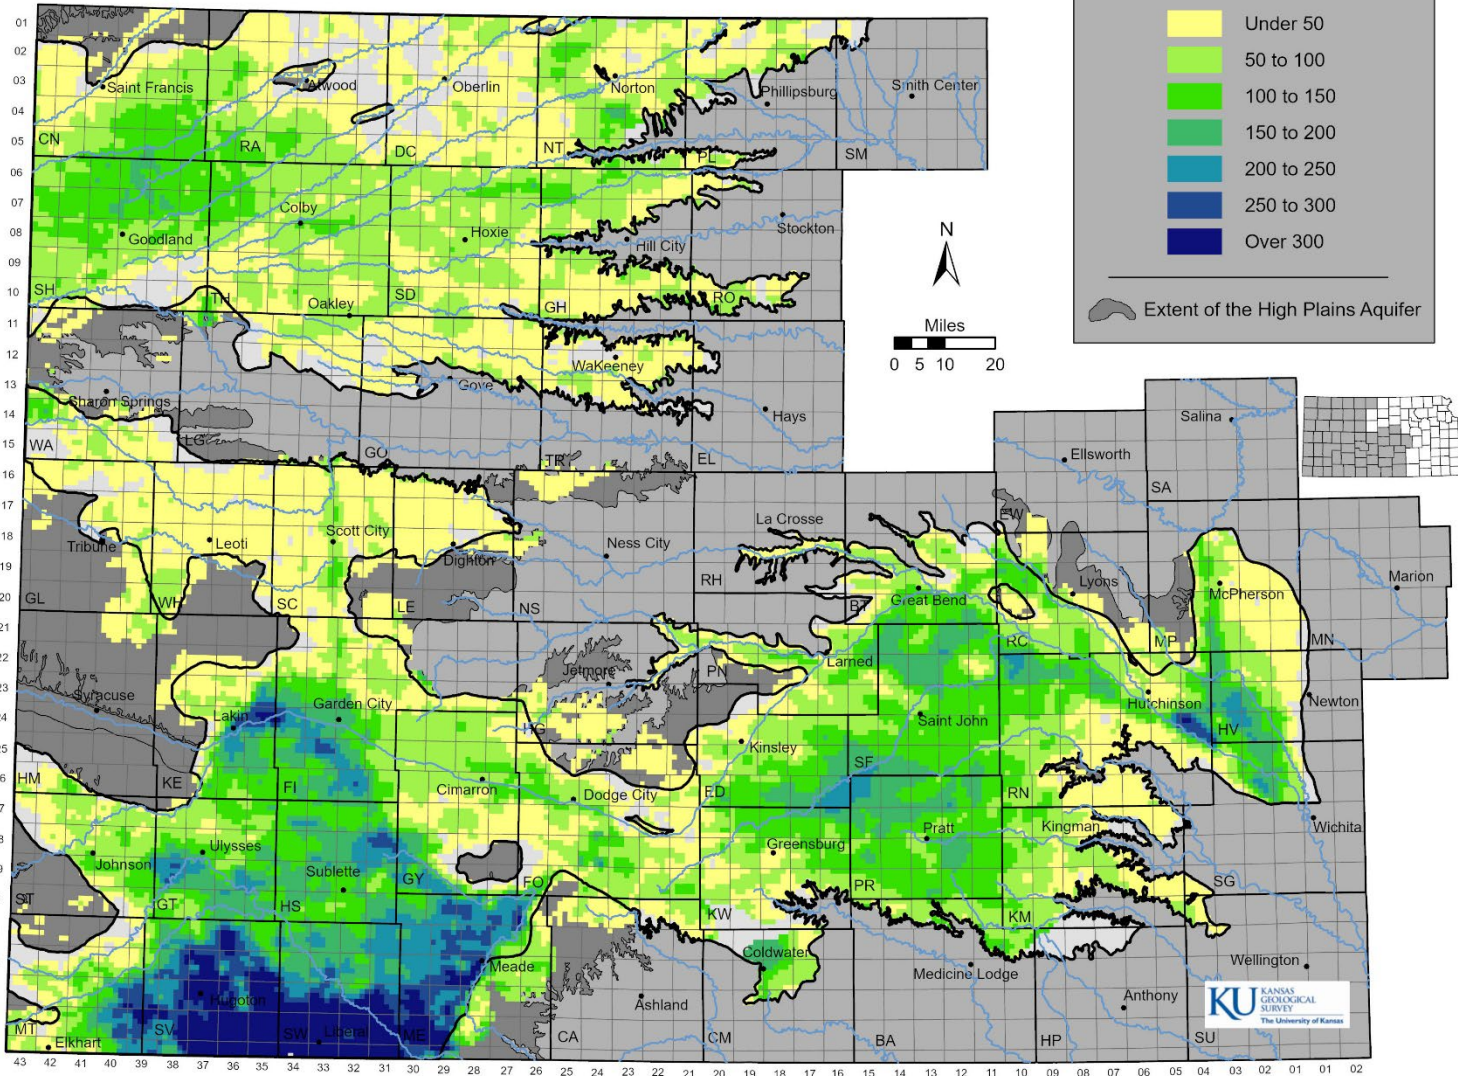 Under 50
50 to 100
100 to 150
150 to 200
200 to 250
250 to 300
Over 300
Extent of the High Plains Aquifer
N
Miles
0 5 10 20
01
02
03
04
05
06
07
08
09
10
11
12
13
14
15
16
17
18
19
20
21
22
23
24
25
26
7
8
9
Saint Francis
Atwood
Oberlin
Norton
Phillipsburg
Smith Center
CN
RA
DC
NT
PL
SM
Colby
Goodland
Hoxie
Hill City
Stockton
SH
TH
Oakley
SD
GH
RO
WaKeeney
Gove
Sharon Springs
Hays
WA
LG
GO
TR
EL
Salina
Ellsworth
SA
EW
La Crosse
Scott City
Tribune
Leoti
Dighton
Ness City
Lyons
Marion
RH
McPherson
GL
WH
SC
LE
NS
BT
Great Bend
RC
MP
MN
Jetmore
PN
Larned
Syracuse
Garden City
Lakin
Saint John
Hutchinson
Newton
HG
HV
Kinsley
SF
HM
KE
FI
Cimarron
Dodge City
ED
RN
Kingman
Wichita
Pratt
Greensburg
Johnson
Ulysses
Sublette
GY
ST
GT
HS
FO
PR
SG
KW
KM
Coldwater
Meade
Medicine Lodge
Wellington
Hugoton
Ashland
Anthony
MT
Elkhart
SV
SW
Liberal
ME
CA
CM
BA
HP
SU
KU
KANSAS
GEOLOGICAL
SURVEY
The University of Kansas
43 42 41 40 39 38 37 36 35 34 33 32 31 30 29 28 27 26 25 24 23 22 21 20 19 18 17 16 15 14 13 12 11 10 09 08 07 06 05 04 03 02 01 01 02